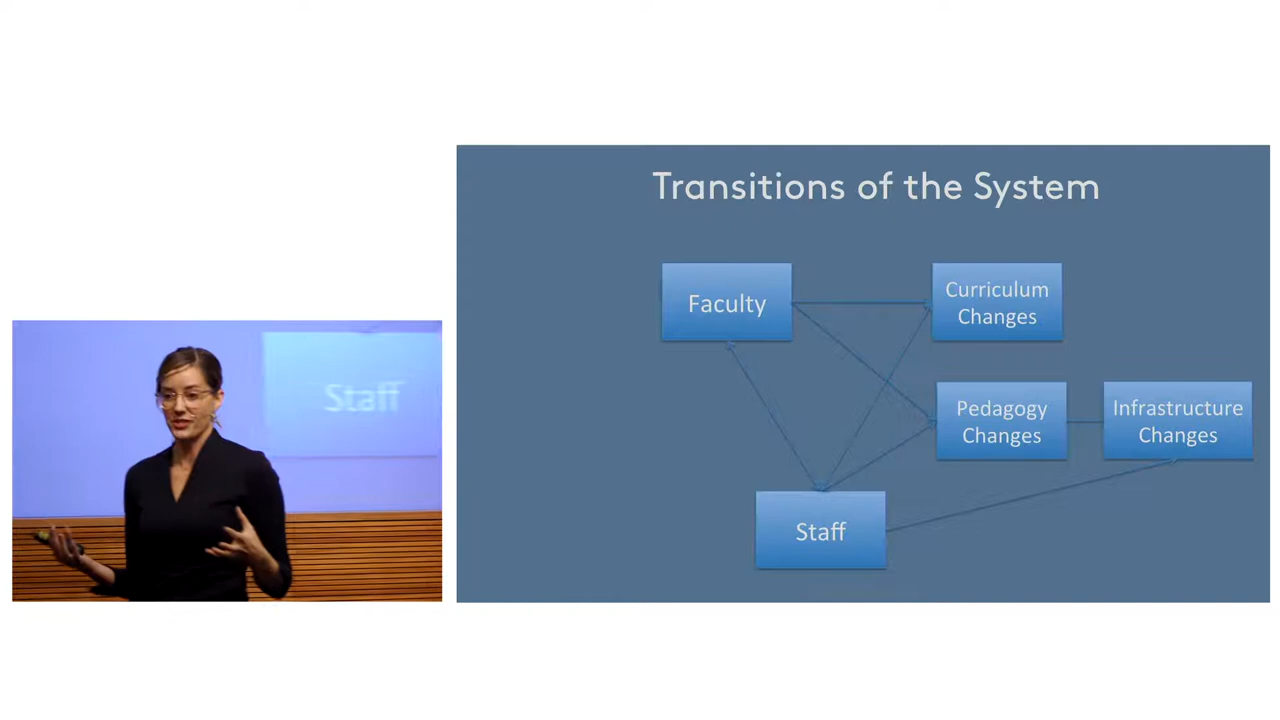 Transitions of the System
Faculty
Curriculum
Changes
Pedagogy
Changes
Infrastructure
Changes
Staff
Staff